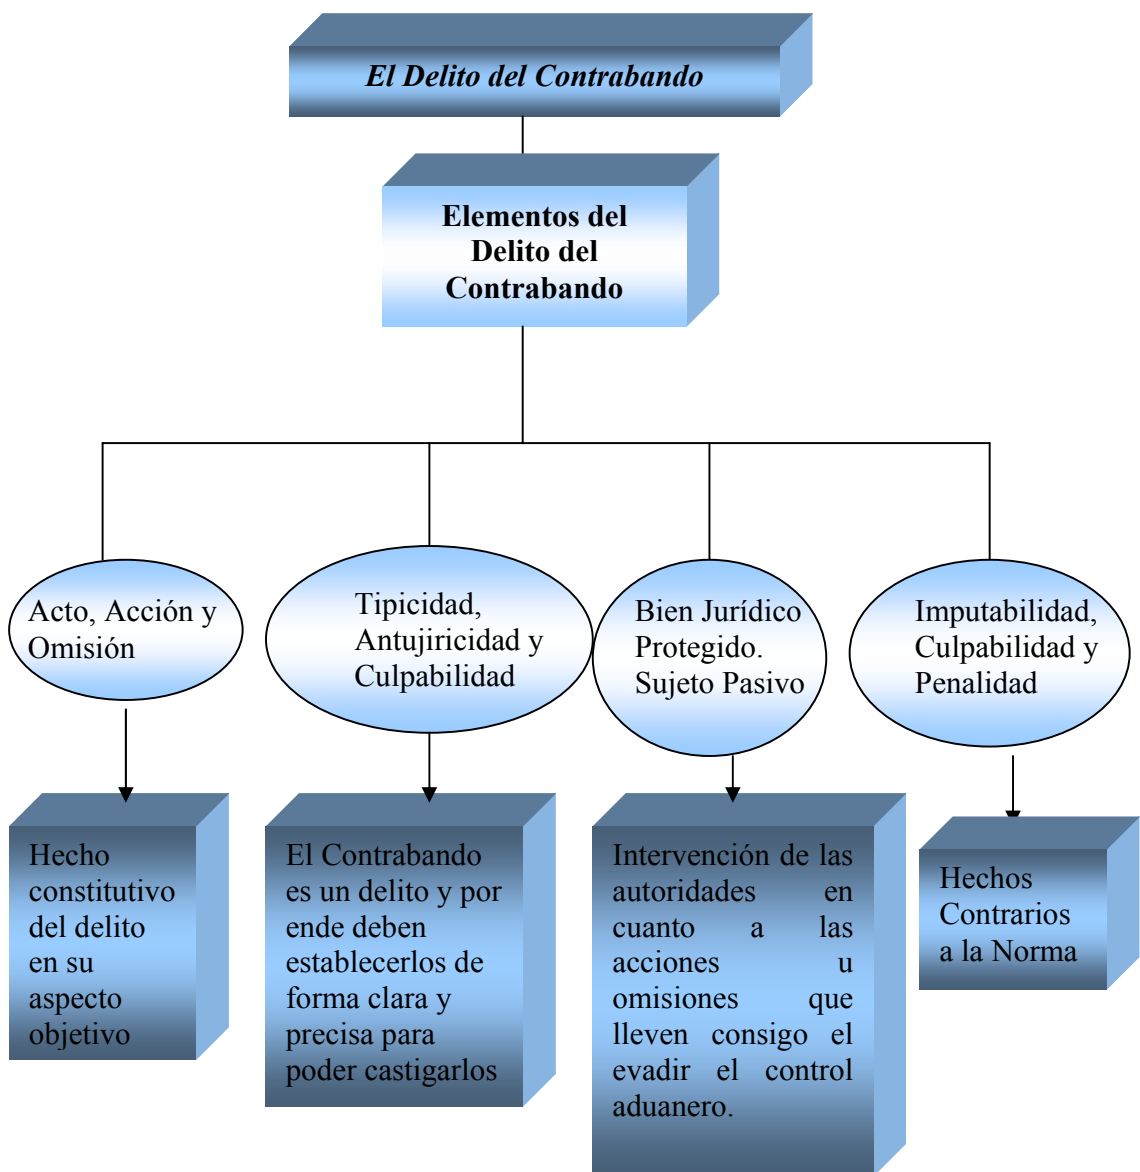 El Delito del Contrabando
Elementos del
Delito del
Contrabando
Acto, Acción y
Omisión
Tipicidad,
Antujiricidad y
Culpabilidad
Bien Jurídico
Protegido.
Sujeto Pasivo
Imputabilidad,
Culpabilidad y
Penalidad
Hecho
constitutivo
del delito
en su
aspecto
objetivo
El Contrabando
es un delito y por
ende deben
establecerlos de
forma clara y
precisa para
poder castigarlos
Intervención de las
autoridades en
cuanto a las
acciones u
omisiones que
lleven consigo el
evadir el control
aduanero.
Hechos
Contrarios
a la Norma